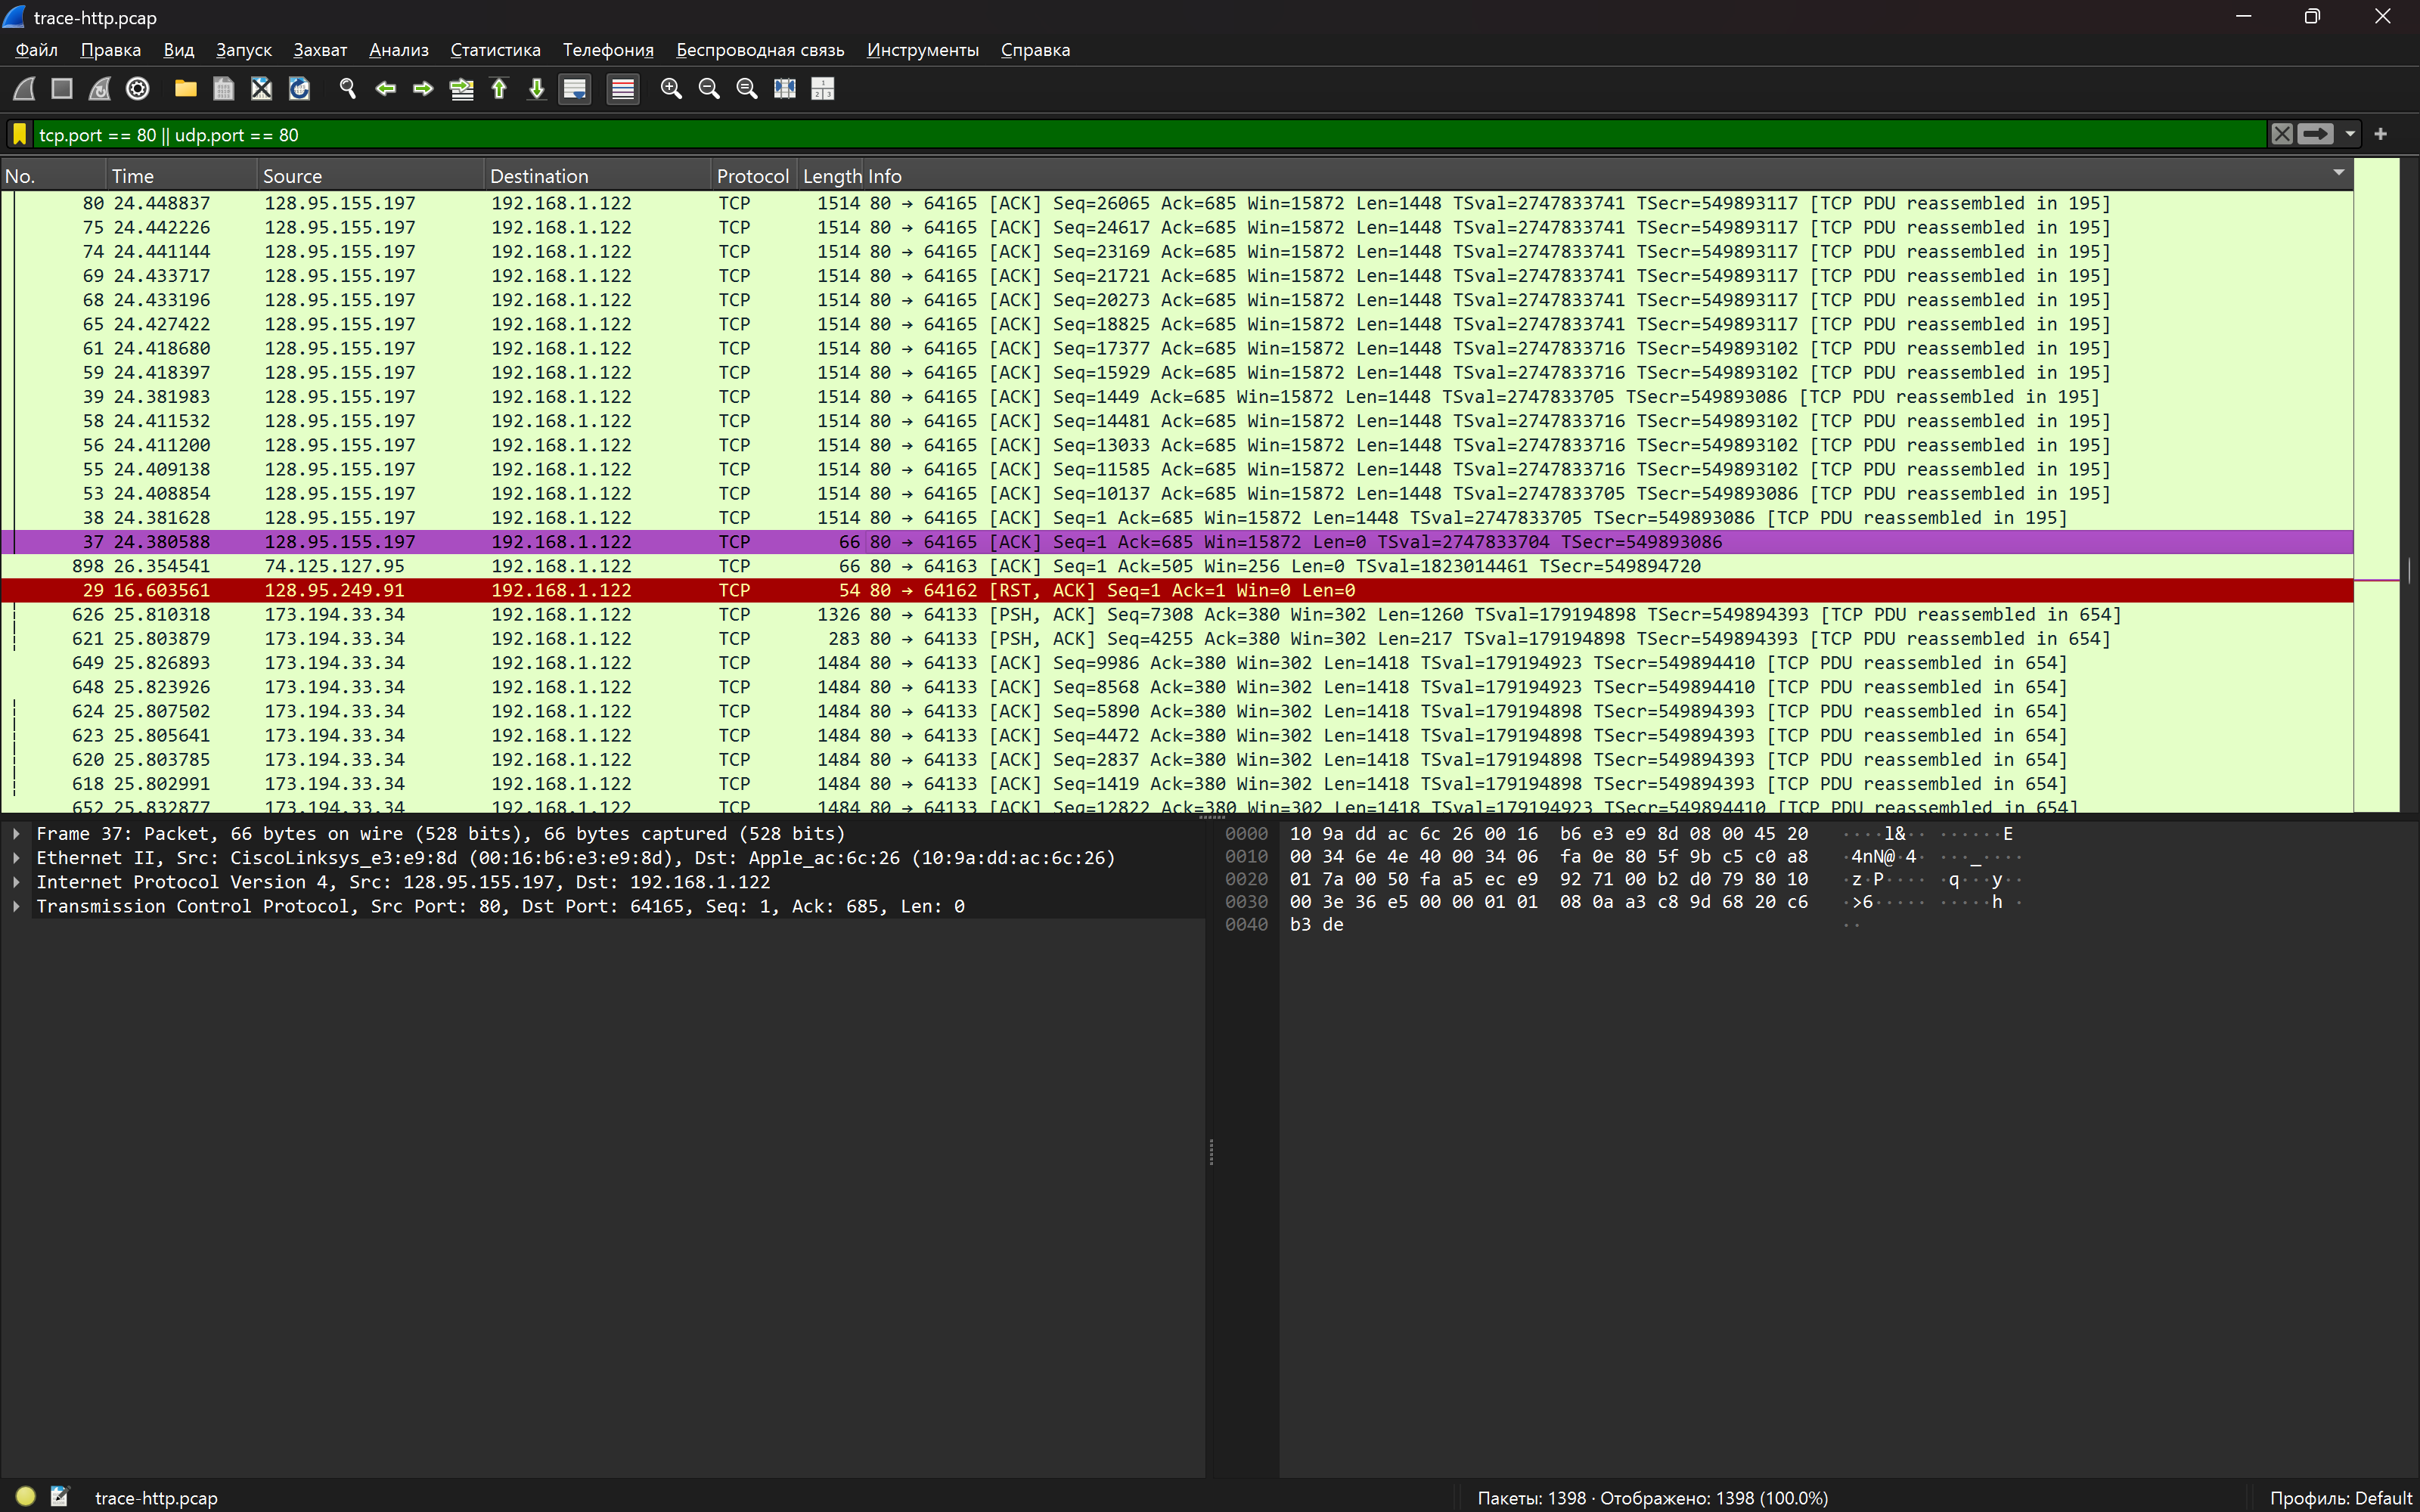 trace-http.pcap
Файл Правка Вид Запуск Захват Анализ Статистика Телефония Беспроводная связь Инструменты Справка
tcp.port == 80 || udp.port == 80
No. Time Source Destination Protocol Length Info
80 24.448837 128.95.155.197 192.168.1.122 TCP 1514 80 → 64165 [ACK] Seq=26065 Ack=685 Win=15872 Len=1448 TSval=2747833741 TSecr=549893117 [TCP PDU reassembled in 195]
75 24.442226 128.95.155.197 192.168.1.122 TCP 1514 80 → 64165 [ACK] Seq=24617 Ack=685 Win=15872 Len=1448 TSval=2747833741 TSecr=549893117 [TCP PDU reassembled in 195]
74 24.441144 128.95.155.197 192.168.1.122 TCP 1514 80 → 64165 [ACK] Seq=23169 Ack=685 Win=15872 Len=1448 TSval=2747833741 TSecr=549893117 [TCP PDU reassembled in 195]
69 24.433717 128.95.155.197 192.168.1.122 TCP 1514 80 → 64165 [ACK] Seq=21721 Ack=685 Win=15872 Len=1448 TSval=2747833741 TSecr=549893117 [TCP PDU reassembled in 195]
68 24.433196 128.95.155.197 192.168.1.122 TCP 1514 80 → 64165 [ACK] Seq=20273 Ack=685 Win=15872 Len=1448 TSval=2747833741 TSecr=549893117 [TCP PDU reassembled in 195]
65 24.427422 128.95.155.197 192.168.1.122 TCP 1514 80 → 64165 [ACK] Seq=18825 Ack=685 Win=15872 Len=1448 TSval=2747833741 TSecr=549893117 [TCP PDU reassembled in 195]
61 24.418680 128.95.155.197 192.168.1.122 TCP 1514 80 → 64165 [ACK] Seq=17377 Ack=685 Win=15872 Len=1448 TSval=2747833716 TSecr=549893102 [TCP PDU reassembled in 195]
59 24.418397 128.95.155.197 192.168.1.122 TCP 1514 80 → 64165 [ACK] Seq=15929 Ack=685 Win=15872 Len=1448 TSval=2747833716 TSecr=549893102 [TCP PDU reassembled in 195]
39 24.381983 128.95.155.197 192.168.1.122 TCP 1514 80 → 64165 [ACK] Seq=1449 Ack=685 Win=15872 Len=1448 TSval=2747833705 TSecr=549893086 [TCP PDU reassembled in 195]
58 24.411532 128.95.155.197 192.168.1.122 TCP 1514 80 → 64165 [ACK] Seq=14481 Ack=685 Win=15872 Len=1448 TSval=2747833716 TSecr=549893102 [TCP PDU reassembled in 195]
56 24.411200 128.95.155.197 192.168.1.122 TCP 1514 80 → 64165 [ACK] Seq=13033 Ack=685 Win=15872 Len=1448 TSval=2747833716 TSecr=549893102 [TCP PDU reassembled in 195]
55 24.409138 128.95.155.197 192.168.1.122 TCP 1514 80 → 64165 [ACK] Seq=11585 Ack=685 Win=15872 Len=1448 TSval=2747833716 TSecr=549893102 [TCP PDU reassembled in 195]
53 24.408854 128.95.155.197 192.168.1.122 TCP 1514 80 → 64165 [ACK] Seq=10137 Ack=685 Win=15872 Len=1448 TSval=2747833705 TSecr=549893086 [TCP PDU reassembled in 195]
38 24.381628 128.95.155.197 192.168.1.122 TCP 1514 80 → 64165 [ACK] Seq=1 Ack=685 Win=15872 Len=1448 TSval=2747833705 TSecr=549893086 [TCP PDU reassembled in 195]
37 24.380588 128.95.155.197 192.168.1.122 TCP 66 80 → 64165 [ACK] Seq=1 Ack=685 Win=15872 Len=0 TSval=2747833704 TSecr=549893086
898 26.354541 74.125.127.95 192.168.1.122 TCP 66 80 → 64163 [ACK] Seq=1 Ack=505 Win=256 Len=0 TSval=1823014461 TSecr=549894720
29 16.603561 128.95.249.91 192.168.1.122 TCP 54 80 → 64162 [RST, ACK] Seq=1 Ack=1 Win=0 Len=0
626 25.810318 173.194.33.34 192.168.1.122 TCP 1326 80 → 64133 [PSH, ACK] Seq=7308 Ack=380 Win=302 Len=1260 TSval=179194898 TSecr=549894393 [TCP PDU reassembled in 654]
621 25.803879 173.194.33.34 192.168.1.122 TCP 283 80 → 64133 [PSH, ACK] Seq=4255 Ack=380 Win=302 Len=217 TSval=179194898 TSecr=549894393 [TCP PDU reassembled in 654]
649 25.826893 173.194.33.34 192.168.1.122 TCP 1484 80 → 64133 [ACK] Seq=9986 Ack=380 Win=302 Len=1418 TSval=179194923 TSecr=549894410 [TCP PDU reassembled in 654]
648 25.823926 173.194.33.34 192.168.1.122 TCP 1484 80 → 64133 [ACK] Seq=8568 Ack=380 Win=302 Len=1418 TSval=179194923 TSecr=549894410 [TCP PDU reassembled in 654]
624 25.807502 173.194.33.34 192.168.1.122 TCP 1484 80 → 64133 [ACK] Seq=5890 Ack=380 Win=302 Len=1418 TSval=179194898 TSecr=549894393 [TCP PDU reassembled in 654]
623 25.805641 173.194.33.34 192.168.1.122 TCP 1484 80 → 64133 [ACK] Seq=4472 Ack=380 Win=302 Len=1418 TSval=179194898 TSecr=549894393 [TCP PDU reassembled in 654]
620 25.803785 173.194.33.34 192.168.1.122 TCP 1484 80 → 64133 [ACK] Seq=2837 Ack=380 Win=302 Len=1418 TSval=179194898 TSecr=549894393 [TCP PDU reassembled in 654]
618 25.802991 173.194.33.34 192.168.1.122 TCP 1484 80 → 64133 [ACK] Seq=1419 Ack=380 Win=302 Len=1418 TSval=179194898 TSecr=549894393 [TCP PDU reassembled in 654]
652 25.832877 173.194.33.34 192.168.1.122 TCP 1484 80 → 64133 [ACK] Seq=12822 Ack=380 Win=302 Len=1418 TSval=179194923 TSecr=549894410 [TCP PDU reassembled in 654]
Frame 37: Packet, 66 bytes on wire (528 bits), 66 bytes captured (528 bits)
Ethernet II, Src: CiscoLinksys_e3:e9:8d (00:16:b6:e3:e9:8d), Dst: Apple_ac:6c:26 (10:9a:dd:ac:6c:26)
Internet Protocol Version 4, Src: 128.95.155.197, Dst: 192.168.1.122
Transmission Control Protocol, Src Port: 80, Dst Port: 64165, Seq: 1, Ack: 685, Len: 0
0000 10 9a dd ac 6c 26 00 16 b6 e3 e9 8d 08 00 45 20 ····l&·· ······E
0010 00 34 6e 4e 40 00 34 06 fa 0e 80 5f 9b c5 c0 a8 ·4nN@·4· ···_····
0020 01 7a 00 50 fa a5 ec e9 92 71 00 b2 d0 79 80 10 ·z·P···· ·q···y··
0030 00 3e 36 e5 00 00 01 01 08 0a a3 c8 9d 68 20 c6 ·>6····· ·····h ·
0040 b3 de ··
trace-http.pcap
Пакеты: 1398 · Отображено: 1398 (100.0%)
Профиль: Default